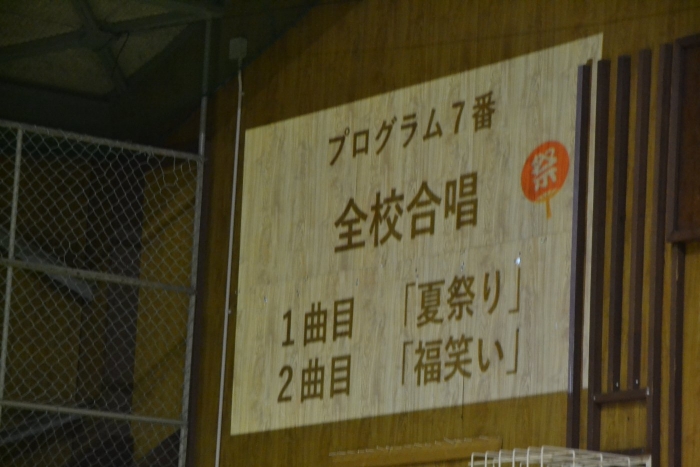 プログラム7番
祭
全校合唱
1曲目 「夏祭り」
2曲目 「福笑い」